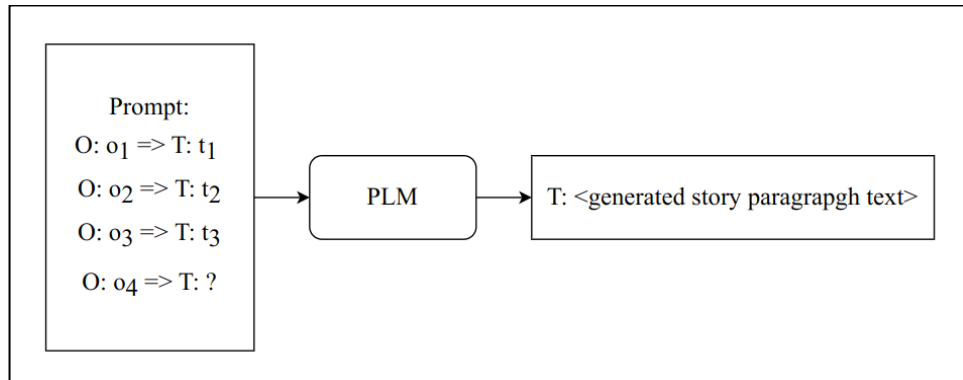 Prompt:
O: o1 => T: t1
O: o2 => T: t2
O: o3 => T: t3
O: o4 => T: ?
PLM
T: <generated story paragrapgh text>